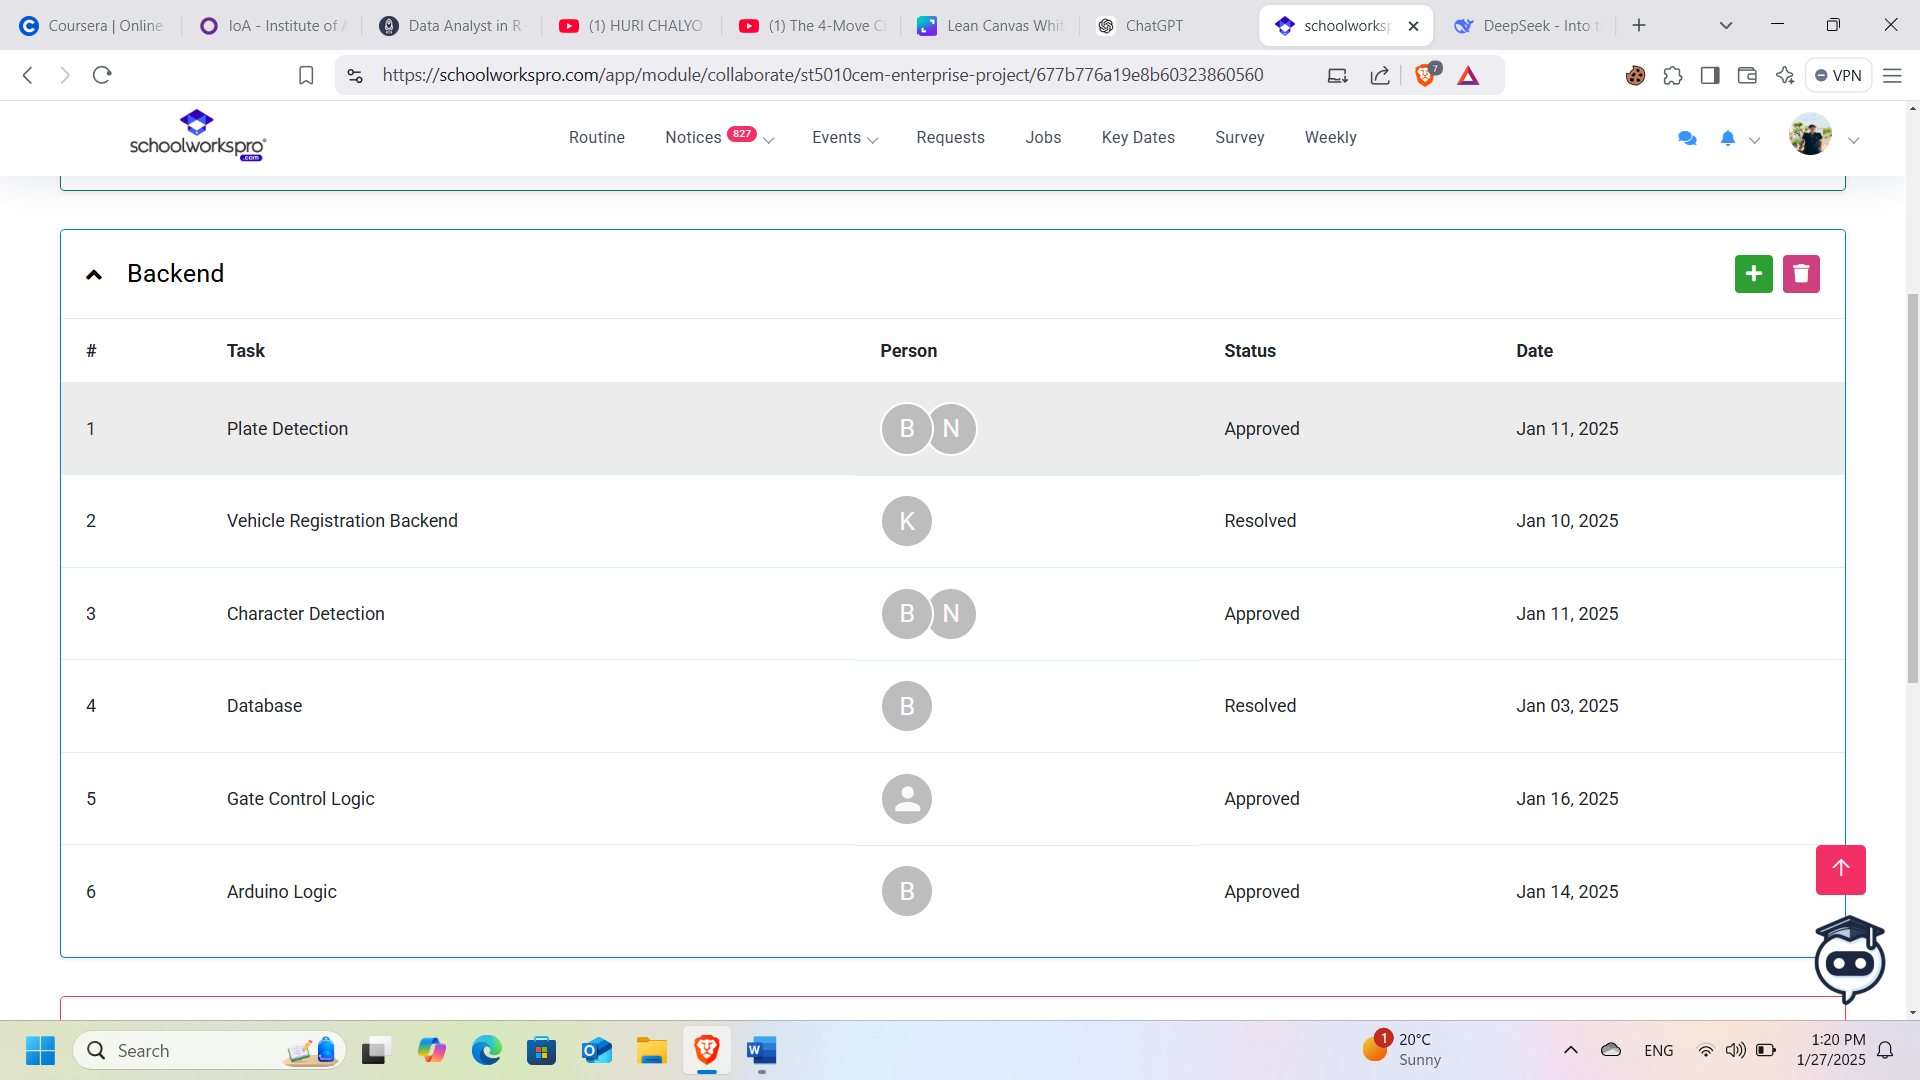 Coursera | Online
IoA - Institute of A
Data Analyst in R
(1) HURI CHALYO
(1) The 4-Move C
Lean Canvas Whit
ChatGPT
schoolworksp
DeepSeek - Into t
https://schoolworkspro.com/app/module/collaborate/st5010cem-enterprise-project/677b776a19e8b60323860560
7
VPN
schoolworkspro
.com
Routine
Notices 827
Events
Requests
Jobs
Key Dates
Survey
Weekly
Backend
# Task Person Status Date
1 Plate Detection B N Approved Jan 11, 2025
2 Vehicle Registration Backend K Resolved Jan 10, 2025
3 Character Detection B N Approved Jan 11, 2025
4 Database B Resolved Jan 03, 2025
5 Gate Control Logic Approved Jan 16, 2025
6 Arduino Logic B Approved Jan 14, 2025
Search
1
20°C
Sunny
ENG
1:20 PM
1/27/2025